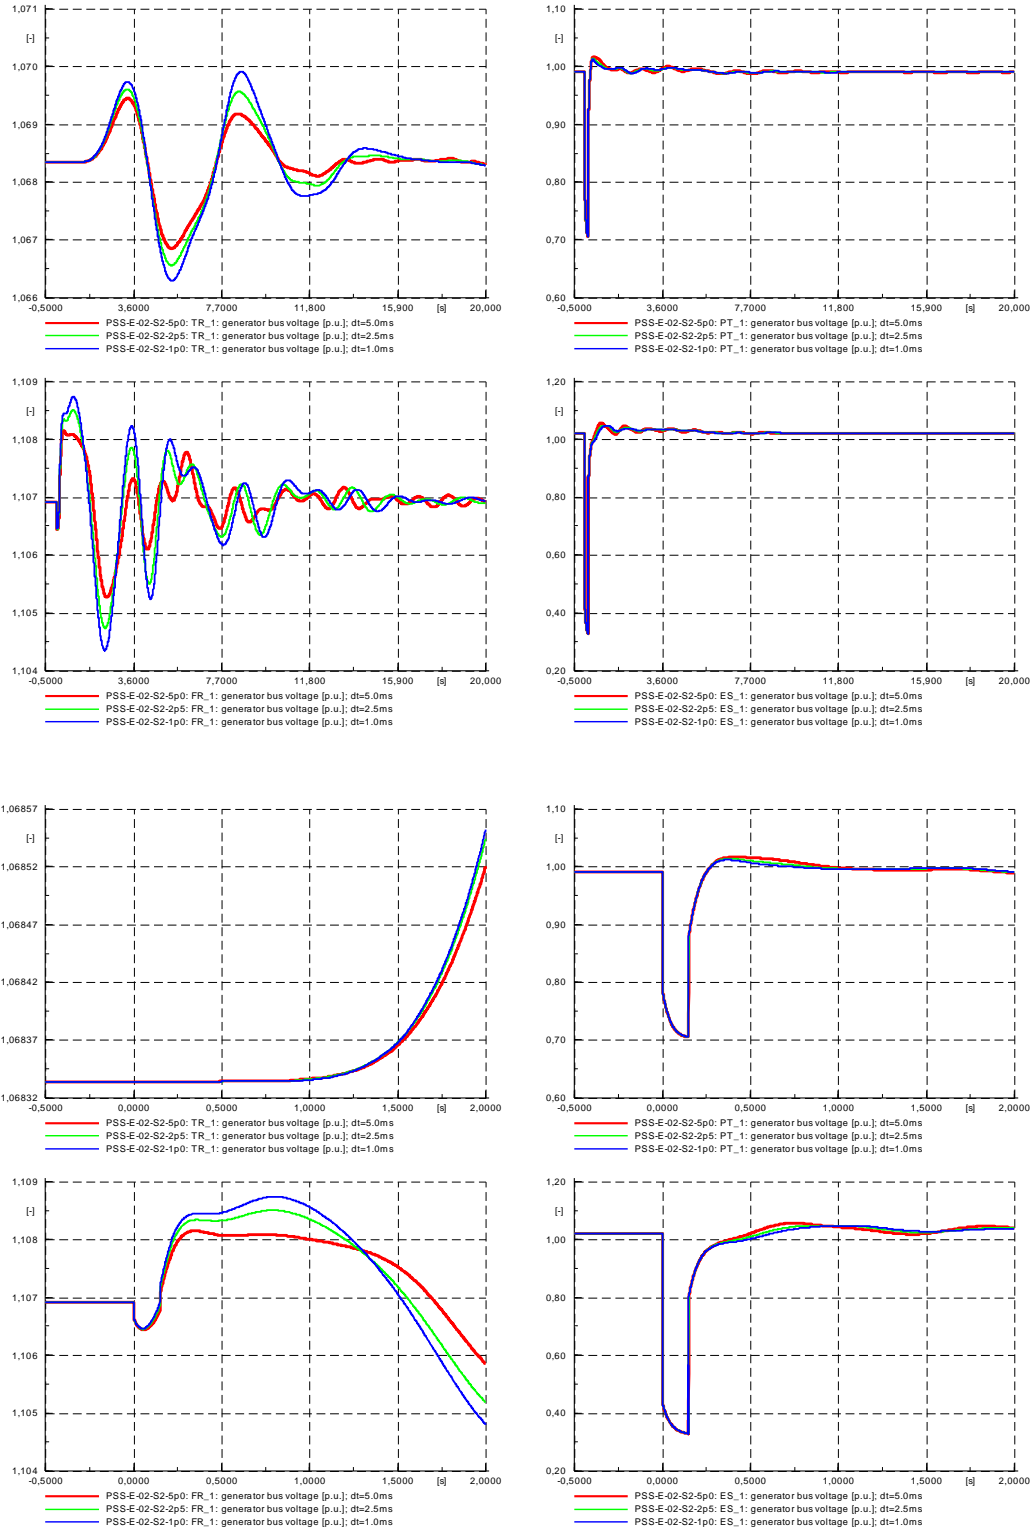 1,071
[-]
1,070
1,069
1,068
1,067
1,066
-0,5000 3,6000 7,7000 11,800 15,900 [s] 20,000
PSS-E-02-S2-5p0: TR_1: generator bus voltage [p.u.]; dt=5.0ms
PSS-E-02-S2-2p5: TR_1: generator bus voltage [p.u.]; dt=2.5ms
PSS-E-02-S2-1p0: TR_1: generator bus voltage [p.u.]; dt=1.0ms
1,10
[-]
1,00
0,90
0,80
0,70
0,60
-0,5000 3,6000 7,7000 11,800 15,900 [s] 20,000
PSS-E-02-S2-5p0: PT_1: generator bus voltage [p.u.]; dt=5.0ms
PSS-E-02-S2-2p5: PT_1: generator bus voltage [p.u.]; dt=2.5ms
PSS-E-02-S2-1p0: PT_1: generator bus voltage [p.u.]; dt=1.0ms
1,109
[-]
1,108
1,107
1,106
1,105
1,104
-0,5000 3,6000 7,7000 11,800 15,900 [s] 20,000
PSS-E-02-S2-5p0: FR_1: generator bus voltage [p.u.]; dt=5.0ms
PSS-E-02-S2-2p5: FR_1: generator bus voltage [p.u.]; dt=2.5ms
PSS-E-02-S2-1p0: FR_1: generator bus voltage [p.u.]; dt=1.0ms
1,20
[-]
1,00
0,80
0,60
0,40
0,20
-0,5000 3,6000 7,7000 11,800 15,900 [s] 20,000
PSS-E-02-S2-5p0: ES_1: generator bus voltage [p.u.]; dt=5.0ms
PSS-E-02-S2-2p5: ES_1: generator bus voltage [p.u.]; dt=2.5ms
PSS-E-02-S2-1p0: ES_1: generator bus voltage [p.u.]; dt=1.0ms
1,06857
[-]
1,06852
1,06847
1,06842
1,06837
1,06832
-0,5000 0,0000 0,5000 1,0000 1,5000 [s] 2,0000
PSS-E-02-S2-5p0: TR_1: generator bus voltage [p.u.]; dt=5.0ms
PSS-E-02-S2-2p5: TR_1: generator bus voltage [p.u.]; dt=2.5ms
PSS-E-02-S2-1p0: TR_1: generator bus voltage [p.u.]; dt=1.0ms
1,10
[-]
1,00
0,90
0,80
0,70
0,60
-0,5000 0,0000 0,5000 1,0000 1,5000 [s] 2,0000
PSS-E-02-S2-5p0: PT_1: generator bus voltage [p.u.]; dt=5.0ms
PSS-E-02-S2-2p5: PT_1: generator bus voltage [p.u.]; dt=2.5ms
PSS-E-02-S2-1p0: PT_1: generator bus voltage [p.u.]; dt=1.0ms
1,109
[-]
1,108
1,107
1,106
1,105
1,104
-0,5000 0,0000 0,5000 1,0000 1,5000 [s] 2,0000
PSS-E-02-S2-5p0: FR_1: generator bus voltage [p.u.]; dt=5.0ms
PSS-E-02-S2-2p5: FR_1: generator bus voltage [p.u.]; dt=2.5ms
PSS-E-02-S2-1p0: FR_1: generator bus voltage [p.u.]; dt=1.0ms
1,20
[-]
1,00
0,80
0,60
0,40
0,20
-0,5000 0,0000 0,5000 1,0000 1,5000 [s] 2,0000
PSS-E-02-S2-5p0: ES_1: generator bus voltage [p.u.]; dt=5.0ms
PSS-E-02-S2-2p5: ES_1: generator bus voltage [p.u.]; dt=2.5ms
PSS-E-02-S2-1p0: ES_1: generator bus voltage [p.u.]; dt=1.0ms